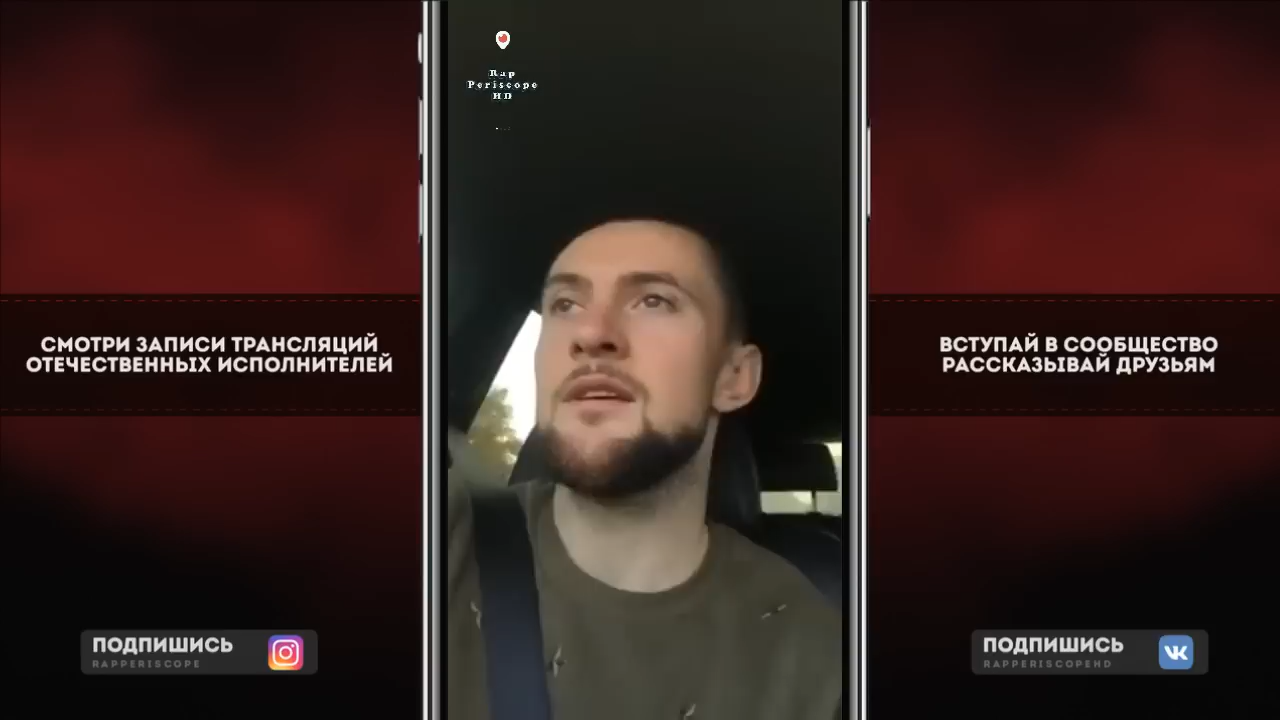 Rap
Periscope
HD
СМОТРИ ЗАПИСИ ТРАНСЛЯЦИЙ
ОТЕЧЕСТВЕННЫХ ИСПОЛНИТЕЛЕЙ
ВСТУПАЙ В СООБЩЕСТВО
РАССКАЗЫВАЙ ДРУЗЬЯМ
ПОДПИШИСЬ
RAPPERISCOPE
ПОДПИШИСЬ
RAPPERISCOPEHD